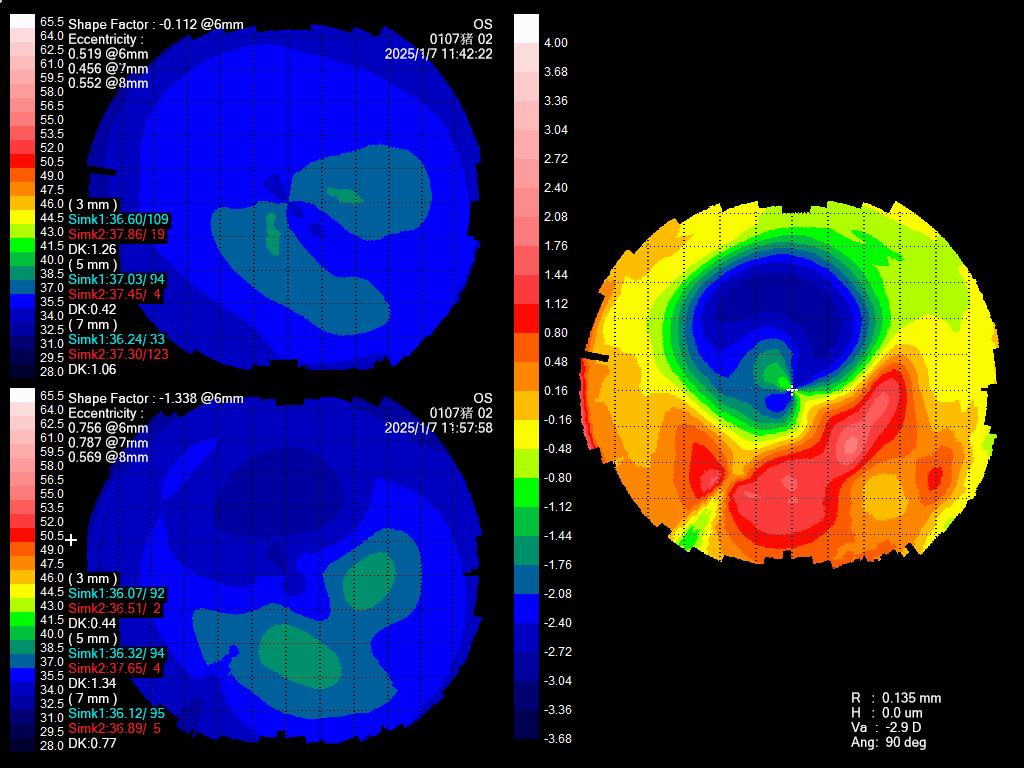 65.5
64.0
62.5
61.0
59.5
58.0
56.5
55.0
53.5
52.0
50.5
49.0
47.5
46.0
44.5
43.0
41.5
40.0
38.5
37.0
35.5
34.0
32.5
31.0
29.5
28.0
Shape Factor : -0.112 @6mm
Eccentricity :
0.519 @6mm
0.456 @7mm
0.552 @8mm
OS
0107猪 02
2025/1/7 11:42:22
( 3 mm )
Simk1:36.60/109
Simk2:37.86/ 19
DK:1.26
( 5 mm )
Simk1:37.03/ 94
Simk2:37.45/ 4
DK:0.42
( 7 mm )
Simk1:36.24/ 33
Simk2:37.30/123
DK:1.06
65.5
64.0
62.5
61.0
59.5
58.0
56.5
55.0
53.5
52.0
50.5
49.0
47.5
46.0
44.5
43.0
41.5
40.0
38.5
37.0
35.5
34.0
32.5
31.0
29.5
28.0
Shape Factor : -1.338 @6mm
Eccentricity :
0.756 @6mm
0.787 @7mm
0.569 @8mm
OS
0107猪 02
2025/1/7 11:57:58
( 3 mm )
Simk1:36.07/ 92
Simk2:36.51/ 2
DK:0.44
( 5 mm )
Simk1:36.32/ 94
Simk2:37.65/ 4
DK:1.34
( 7 mm )
Simk1:36.12/ 95
Simk2:36.89/ 5
DK:0.77
4.00
3.68
3.36
3.04
2.72
2.40
2.08
1.76
1.44
1.12
0.80
0.48
0.16
-0.16
-0.48
-0.80
-1.12
-1.44
-1.76
-2.08
-2.40
-2.72
-3.04
-3.36
-3.68
R : 0.135 mm
H : 0.0 um
Va : -2.9 D
Ang: 90 deg